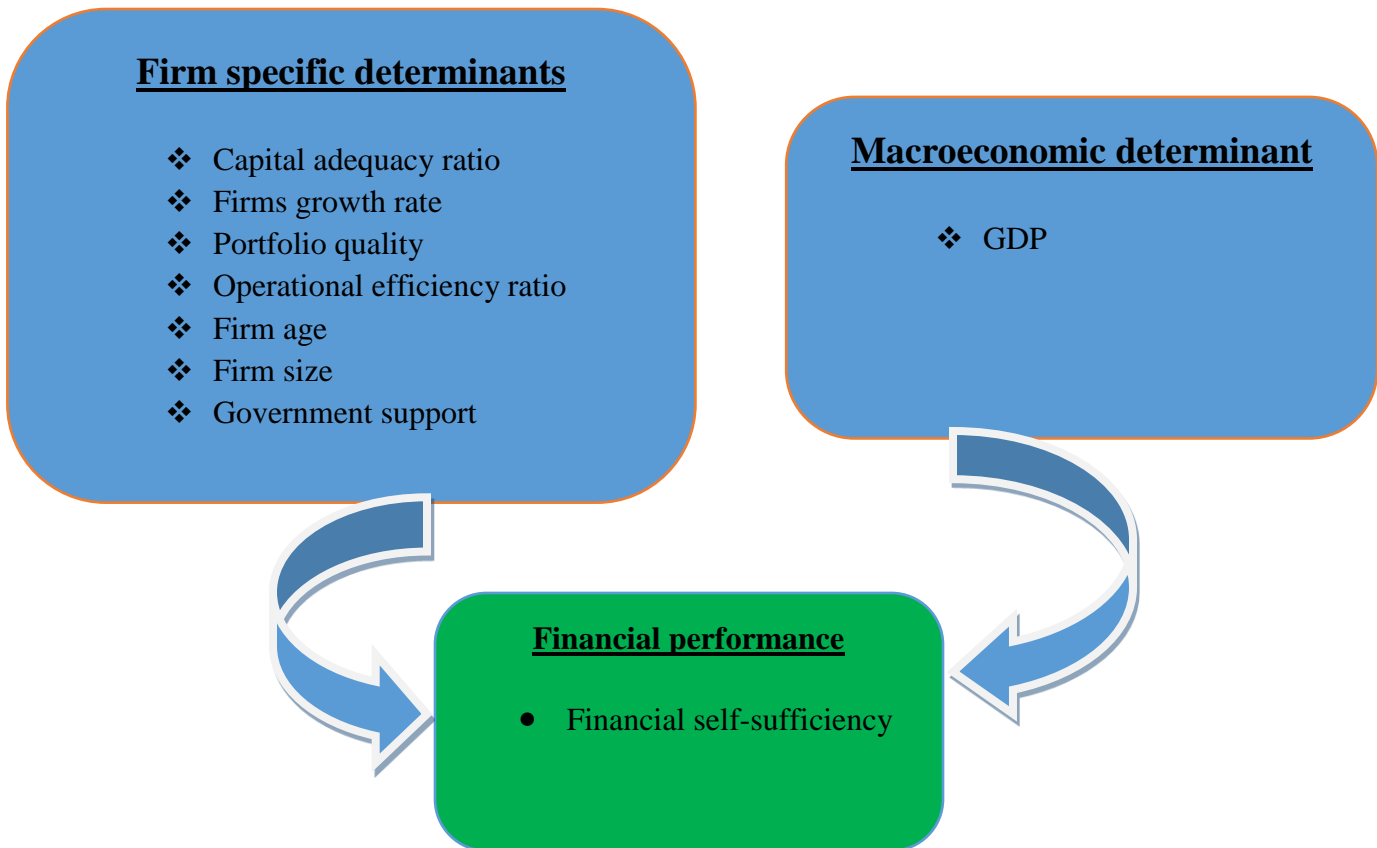 Firm specific determinants
❖ Capital adequacy ratio
❖ Firms growth rate
❖ Portfolio quality
❖ Operational efficiency ratio
❖ Firm age
❖ Firm size
❖ Government support
Macroeconomic determinant
❖ GDP
Financial performance
• Financial self-sufficiency